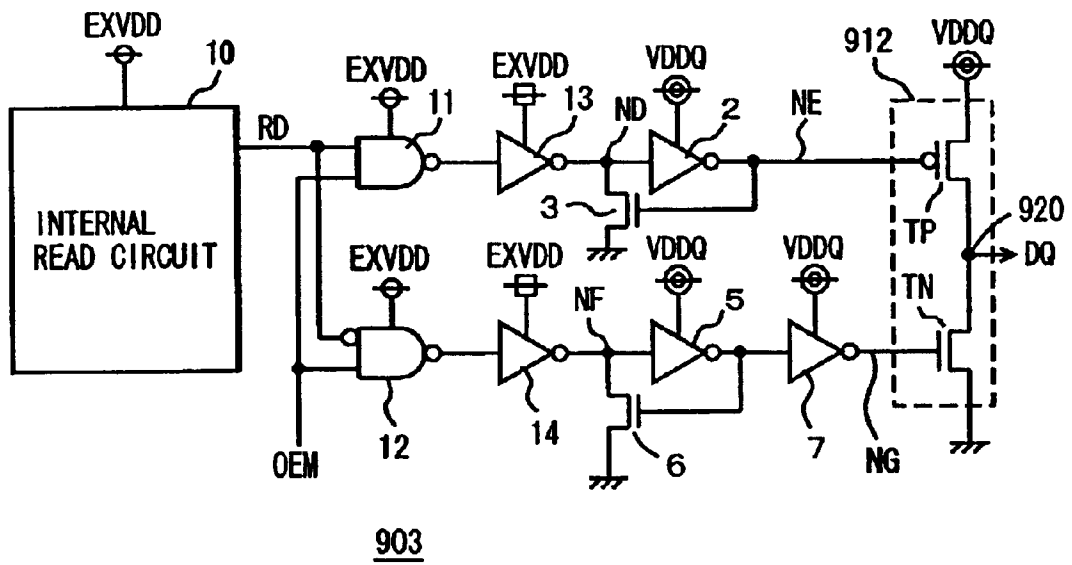 EXVDD
10
EXVDD
11
EXVDD
13
ND
VDDQ
2
NE
912
VDDQ
RD
3
TP
920
DQ
INTERNAL
READ CIRCUIT
EXVDD
EXVDD
NF
VDDQ
5
VDDQ
TN
12
14
6
7
NG
OEM
903